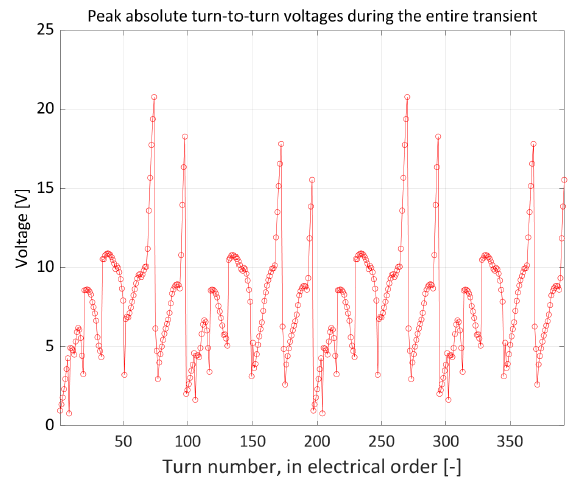 Peak absolute turn-to-turn voltages during the entire transient
25
20
15
10
5
0
Voltage [V]
50 100 150 200 250 300 350
Turn number, in electrical order [-]